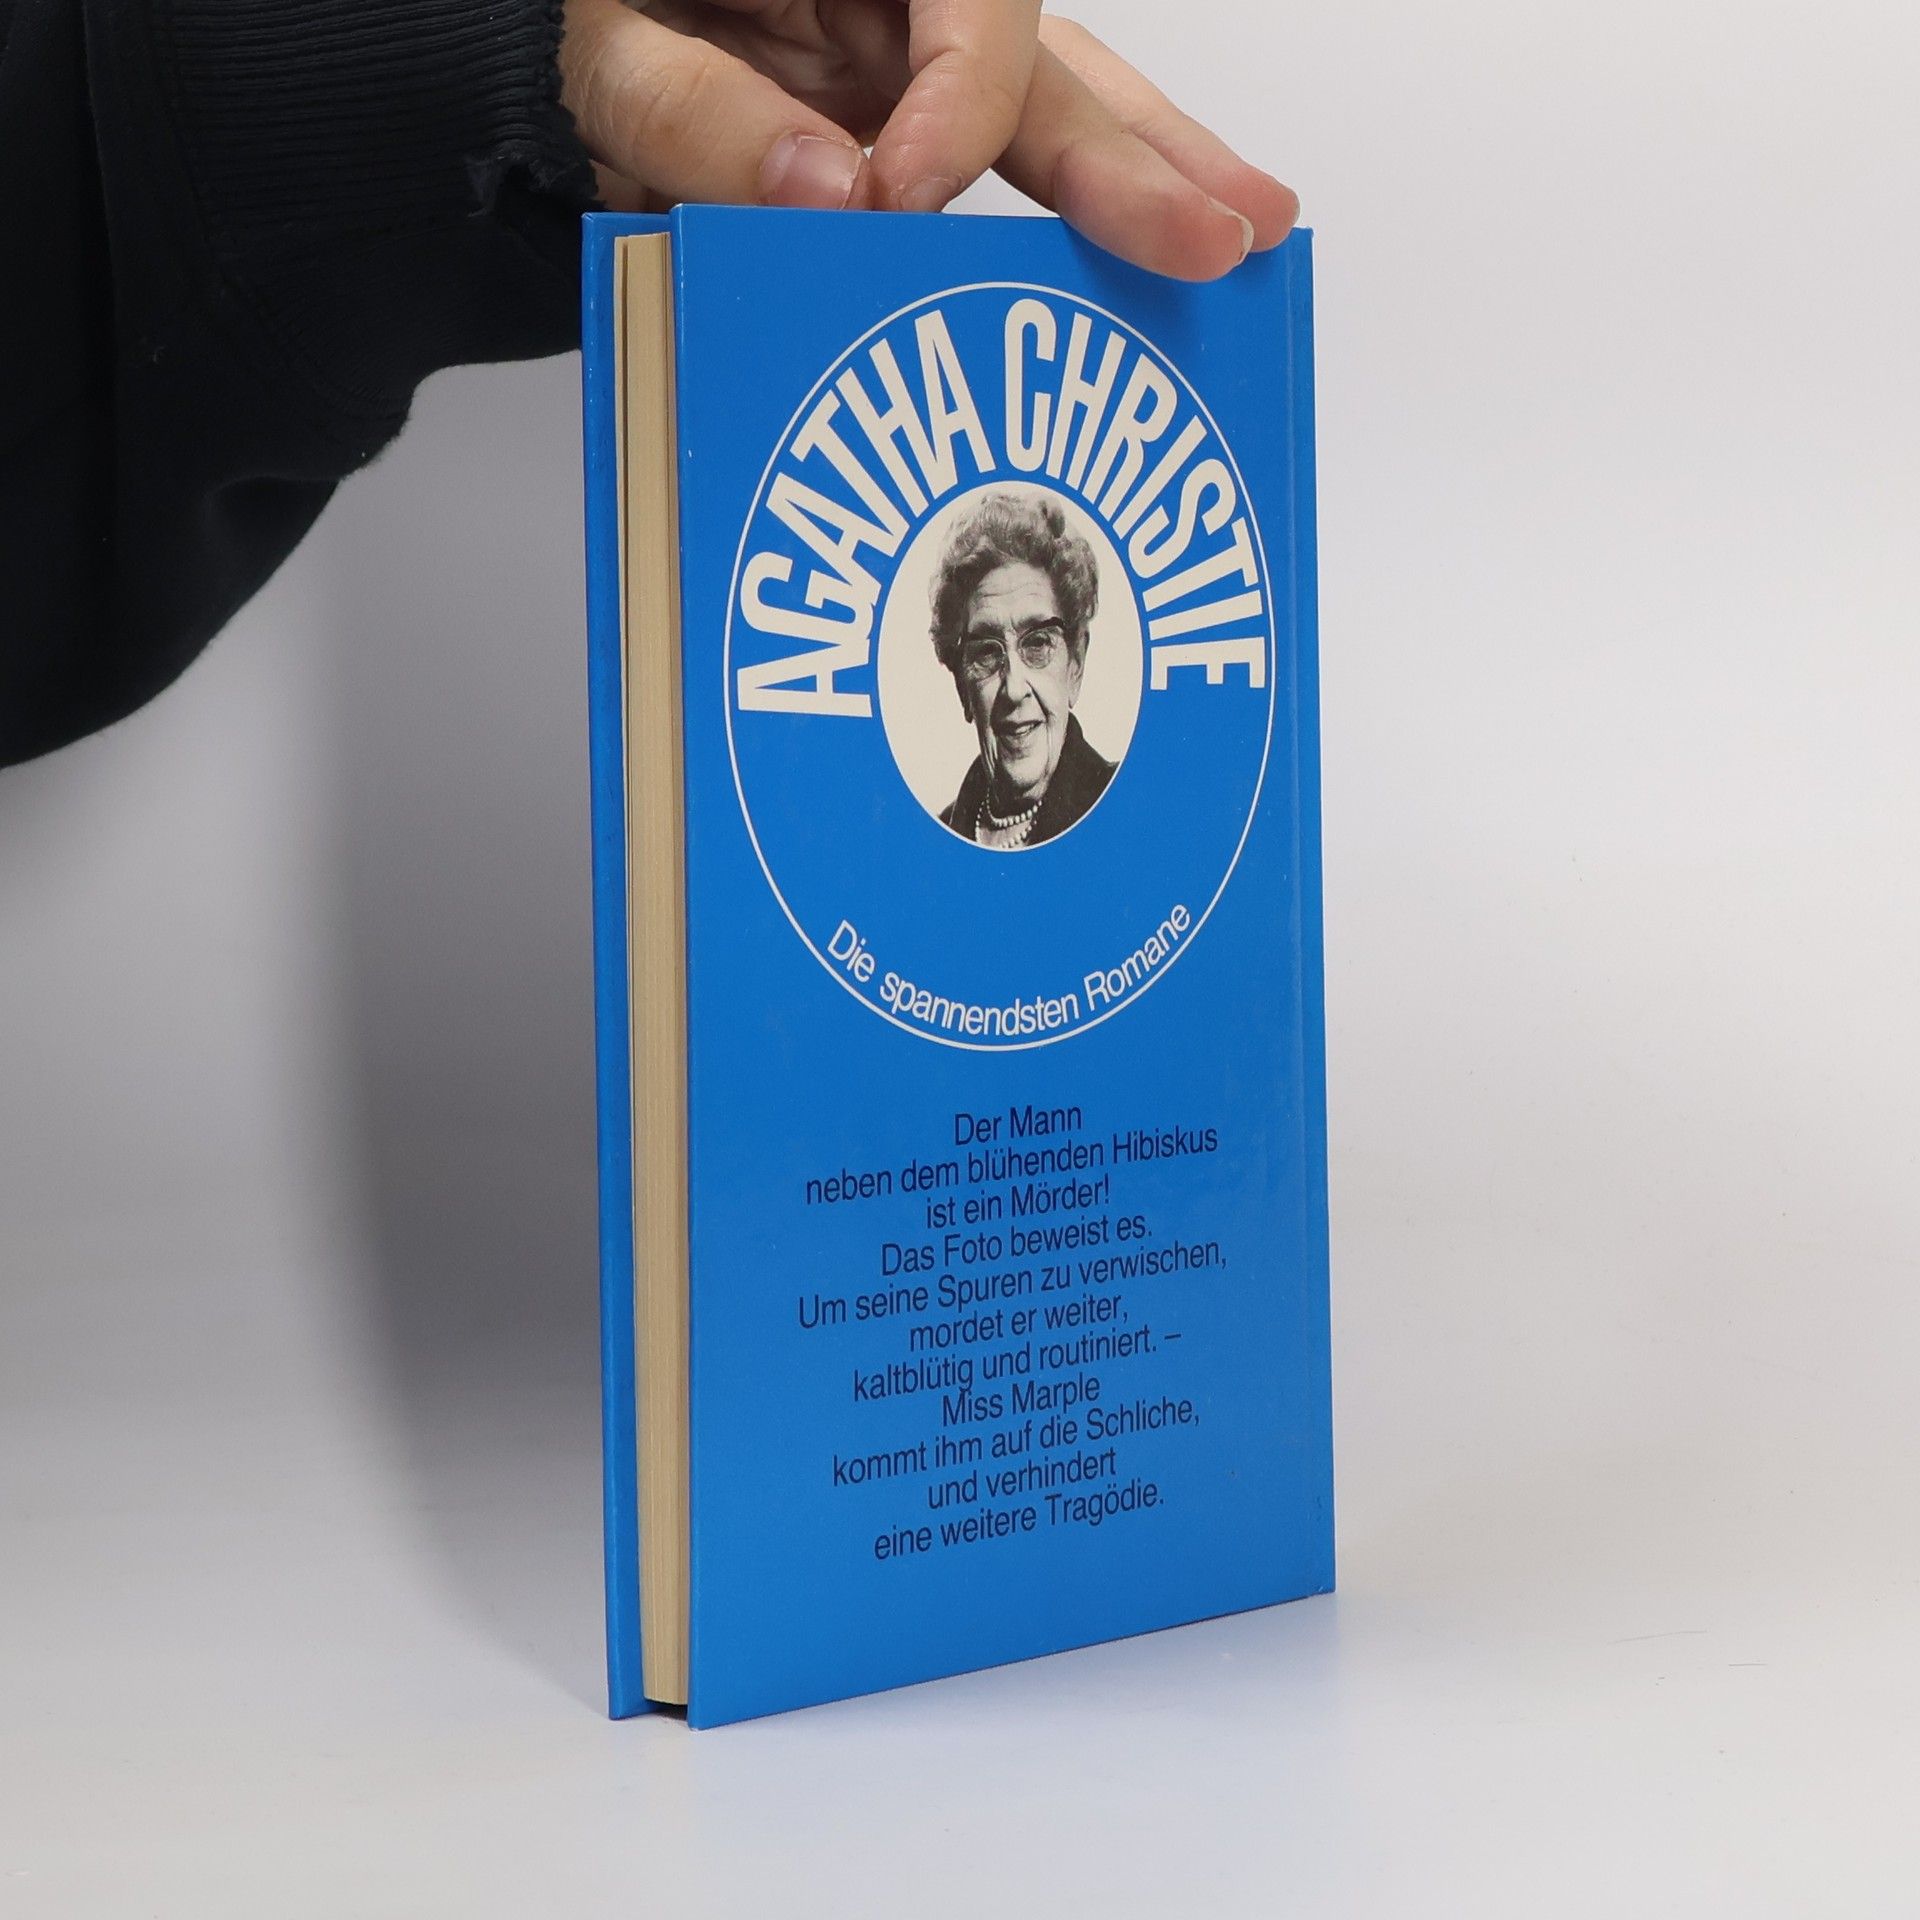 AGATHA CHRISTIE
Die spannendsten Romane
Der Mann
neben dem blühenden Hibiskus
ist ein Mörder!
Das Foto beweist es.
Um seine Spuren zu verwischen,
mordet er weiter,
kaltblütig und routiniert. –
Miss Marple
kommt ihm auf die Schliche,
und verhindert
eine weitere Tragödie.